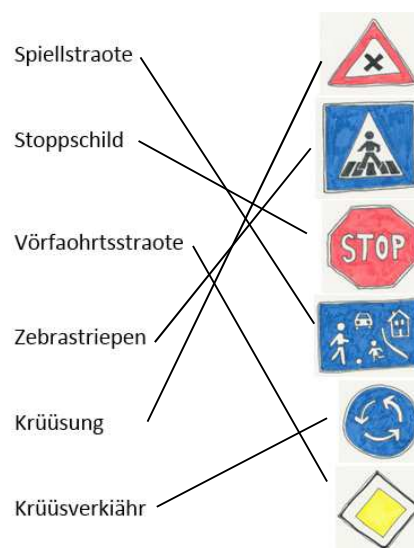 Spiellstraote
Stoppschild
STOP
Vörfaohrtsstraote
Zebrastriepen
Krüüsung
Krüüsverkiähr